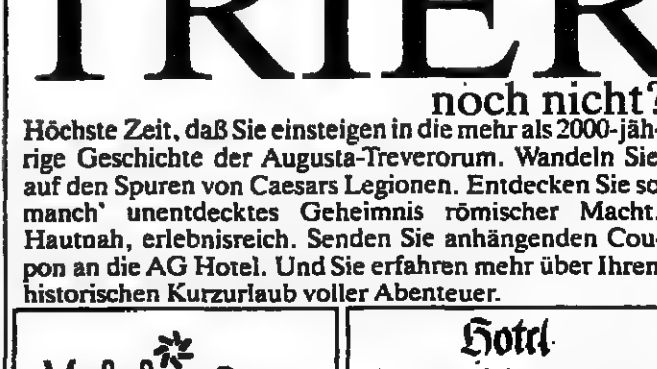 TRIER
noch nicht?
Höchste Zeit, daß Sie einsteigen in die mehr als 2000-jäh-
rige Geschichte der Augusta-Treverorum. Wandeln Sie
auf den Spuren von Caesars Legionen. Entdecken Sie so
manch' unentdecktes Geheimnis römischer Macht.
Hautnah, erlebnisreich. Senden Sie anhängenden Cou-
pon an die AG Hotel. Und Sie erfahren mehr über Ihren
historischen Kurzurlaub voller Abenteuer.
Hotel